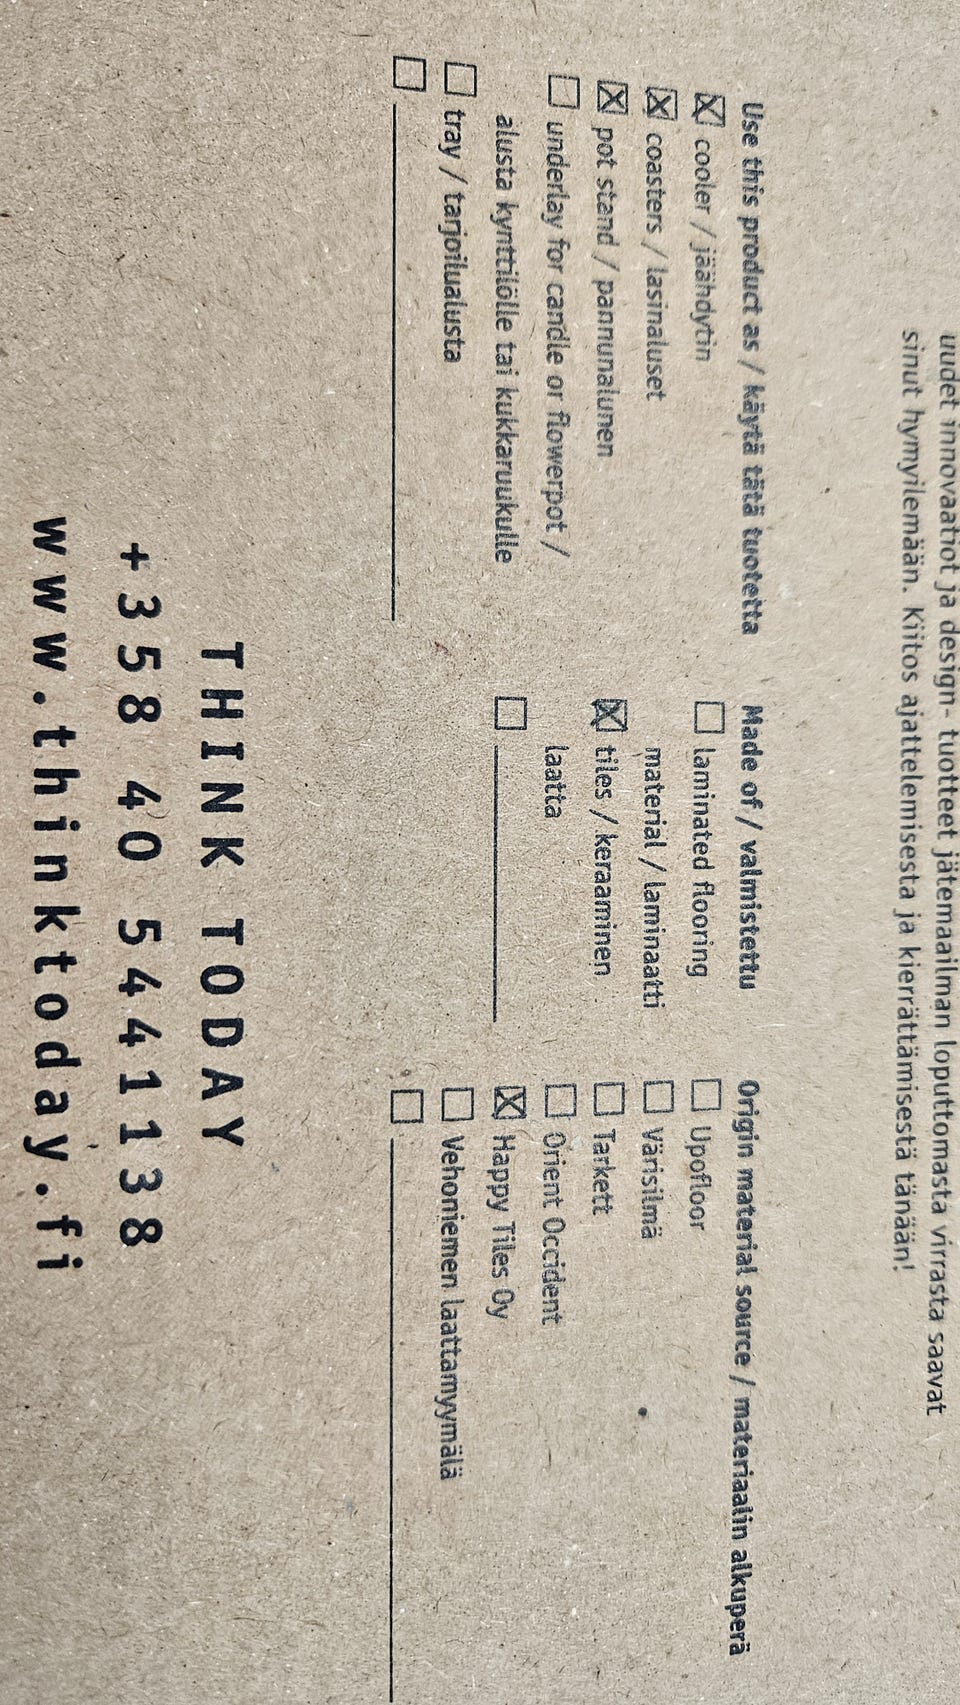 uudet innovaatiot ja design- tuotteet jätemaailman loputtomasta virrasta saavat
sinut hymyilemään. Kiitos ajattelemisesta ja kierrättämisestä tänään!
Use this product as / käytä tätä tuotetta
☒ cooler / jäähdytin
☒ coasters / lasinaluset
☒ pot stand / pannunalunen
☐ underlay for candle or flowerpot /
alusta kynttilölle tai kukkaruukulle
☐ tray / tarjoilualusta
☐
Made of / valmistettu
☐ laminated flooring
material / laminaatti
☒ tiles / keraaminen
laatta
☐
Origin material source / materiaalin alkuperä
☐ Upofloor
☐ Värisilmä
☐ Tarkett
☐ Orient Occident
☒ Happy Tiles Oy
☐ Vehoniemen laattamyymälä
☐
THINK TODAY
+358 40 5441138
www.thinktoday.fi